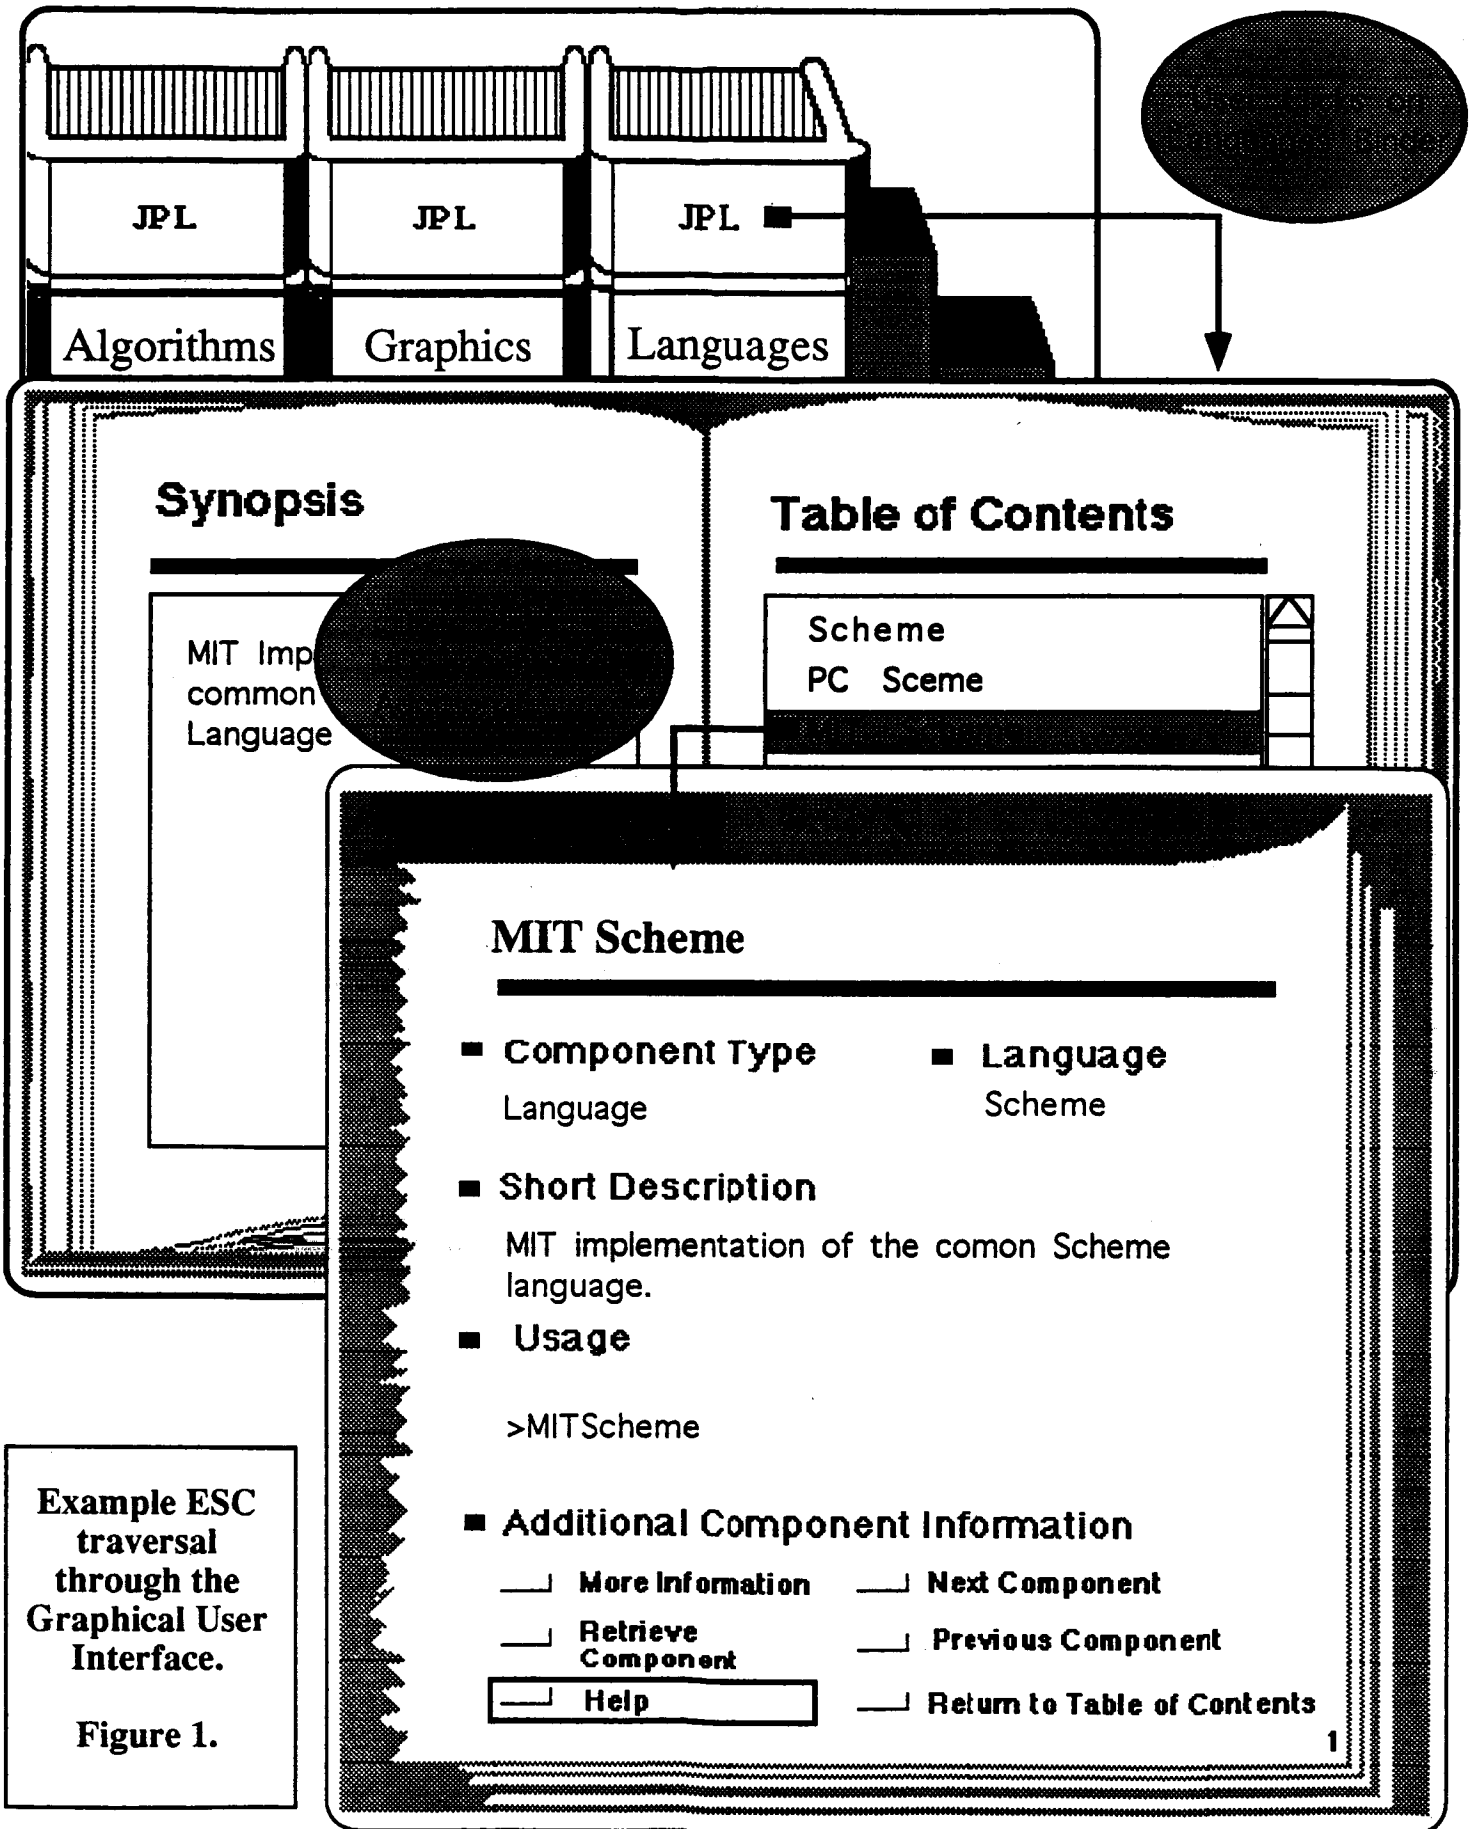 JPL
JPL
JPL
Algorithms
Graphics
Languages
Synopsis
MIT Imp
common
Language
Table of Contents
Scheme
PC Sceme
MIT Scheme
Component Type
Language
Language
Scheme
Short Description
MIT implementation of the comon Scheme
language.
Usage
>MITScheme
Additional Component Information
More Information
Next Component
Retrieve
Component
Previous Component
Help
Return to Table of Contents
1
Example ESC
traversal
through the
Graphical User
Interface.
Figure 1.